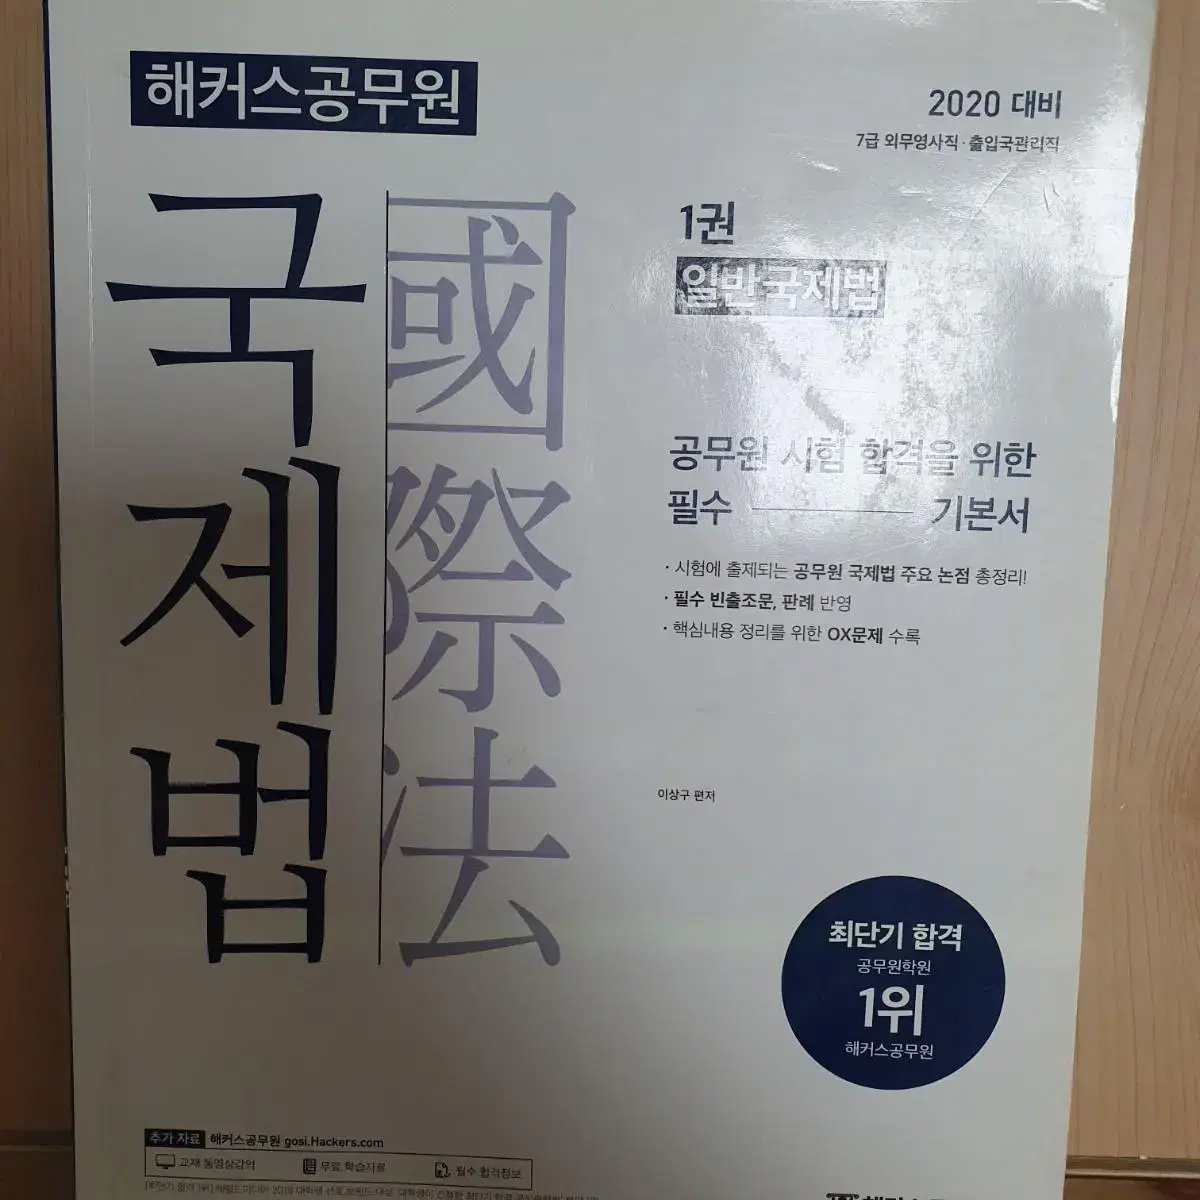 해커스공무원
2020 대비
7급 외무영사직·출입국관리직
국제법
國際法
1권
일반국제법
공무원 시험 합격을 위한
필수 기본서
· 시험에 출제되는 공무원 국제법 주요 논점 총정리!
· 필수 빈출조문, 판례 반영
· 핵심내용 정리를 위한 OX문제 수록
이상구 편저
최단기 합격
공무원학원
1위
해커스공무원
추가 자료 해커스공무원 gosi.Hackers.com
교재 동영상강의 무료 학습자료 필수 합격정보